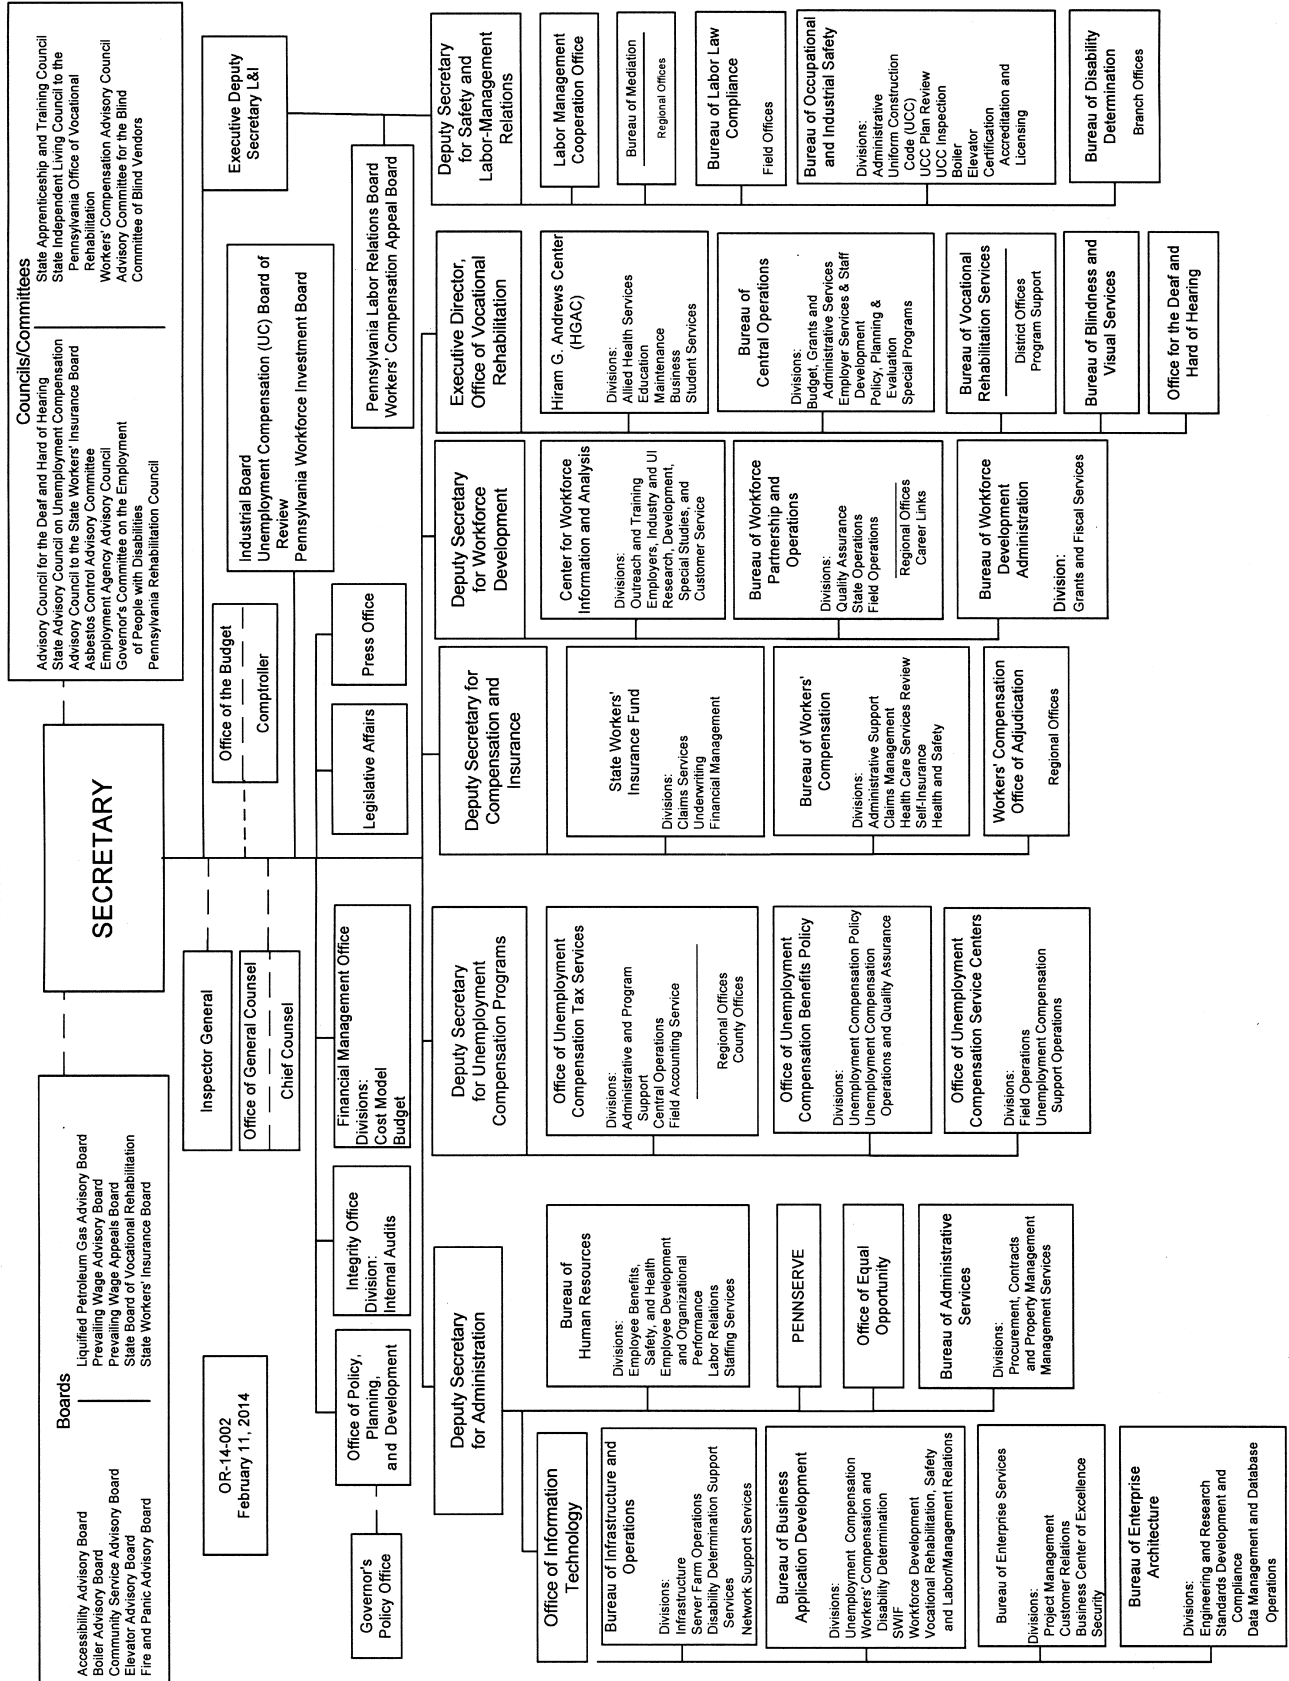 SECRETARY
Boards
Accessibility Advisory Board
Boiler Advisory Board
Community Service Advisory Board
Elevator Advisory Board
Fire and Panic Advisory Board
Liquified Petroleum Gas Advisory Board
Prevailing Wage Advisory Board
Prevailing Wage Appeals Board
State Board of Vocational Rehabilitation
State Workers' Insurance Board
Councils/Committees
Advisory Council for the Deaf and Hard of Hearing
State Advisory Council on Unemployment Compensation
Advisory Council to the State Workers' Insurance Board
Asbestos Control Advisory Committee
Employment Agency Advisory Council
Governor's Committee on the Employment
of People with Disabilities
Pennsylvania Rehabilitation Council
State Apprenticeship and Training Council
State Independent Living Council to the
Pennsylvania Office of Vocational
Rehabilitation
Workers' Compensation Advisory Council
Advisory Committee for the Blind
Committee of Blind Vendors
OR-14-002
February 11, 2014
Inspector General
Office of General Counsel
Chief Counsel
Office of the Budget
Comptroller
Executive Deputy
Secretary L&I
Industrial Board
Unemployment Compensation (UC) Board of
Review
Pennsylvania Workforce Investment Board
Governor's
Policy Office
Office of Policy,
Planning,
and Development
Integrity Office
Division:
Internal Audits
Financial Management Office
Divisions:
Cost Model
Budget
Legislative Affairs
Press Office
Pennsylvania Labor Relations Board
Workers' Compensation Appeal Board
Deputy Secretary
for Administration
Office of Information
Technology
Bureau of Infrastructure and
Operations
Divisions:
Infrastructure
Server Farm Operations
Disability Determination Support
Services
Network Support Services
Bureau of Business
Application Development
Divisions:
Unemployment Compensation
Workers' Compensation and
Disability Determination
SWIF
Workforce Development
Vocational Rehabilitation, Safety
and Labor/Management Relations
Bureau of Enterprise Services
Divisions:
Project Management
Customer Relations
Business Center of Excellence
Security
Bureau of Enterprise
Architecture
Divisions:
Engineering and Research
Standards Development and
Compliance
Data Management and Database
Operations
Bureau of
Human Resources
Divisions:
Employee Benefits,
Safety, and Health
Employee Development
and Organizational
Performance
Labor Relations
Staffing Services
PENNSERVE
Office of Equal
Opportunity
Bureau of Administrative
Services
Divisions:
Procurement, Contracts
and Property Management
Management Services
Deputy Secretary
for Unemployment
Compensation Programs
Office of Unemployment
Compensation Tax Services
Divisions:
Administrative and Program
Support
Central Operations
Field Accounting Service
Regional Offices
County Offices
Office of Unemployment
Compensation Benefits Policy
Divisions:
Unemployment Compensation Policy
Unemployment Compensation
Operations and Quality Assurance
Office of Unemployment
Compensation Service Centers
Divisions:
Field Operations
Unemployment Compensation
Support Operations
Deputy Secretary for
Compensation and
Insurance
State Workers'
Insurance Fund
Divisions:
Claims Services
Underwriting
Financial Management
Bureau of Workers'
Compensation
Divisions:
Administrative Support
Claims Management
Health Care Services Review
Self-Insurance
Health and Safety
Workers' Compensation
Office of Adjudication
Regional Offices
Deputy Secretary
for Workforce
Development
Center for Workforce
Information and Analysis
Divisions:
Outreach and Training
Employers, Industry and UI
Research, Development,
Special Studies, and
Customer Service
Bureau of Workforce
Partnership and
Operations
Divisions:
Quality Assurance
State Operations
Field Operations
Regional Offices
Career Links
Bureau of Workforce
Development
Administration
Division:
Grants and Fiscal Services
Executive Director,
Office of Vocational
Rehabilitation
Hiram G. Andrews Center
(HGAC)
Divisions:
Allied Health Services
Education
Maintenance
Business
Student Services
Bureau of
Central Operations
Divisions:
Budget, Grants and
Administrative Services
Employer Services & Staff
Development
Policy, Planning &
Evaluation
Special Programs
Bureau of Vocational
Rehabilitation Services
District Offices
Program Support
Bureau of Blindness and
Visual Services
Office for the Deaf and
Hard of Hearing
Deputy Secretary
for Safety and
Labor-Management
Relations
Labor Management
Cooperation Office
Bureau of Mediation
Regional Offices
Bureau of Labor Law
Compliance
Field Offices
Bureau of Occupational
and Industrial Safety
Divisions:
Administrative
Uniform Construction
Code (UCC)
UCC Plan Review
UCC Inspection
Boiler
Elevator
Certification
Accreditation and
Licensing
Bureau of Disability
Determination
Branch Offices